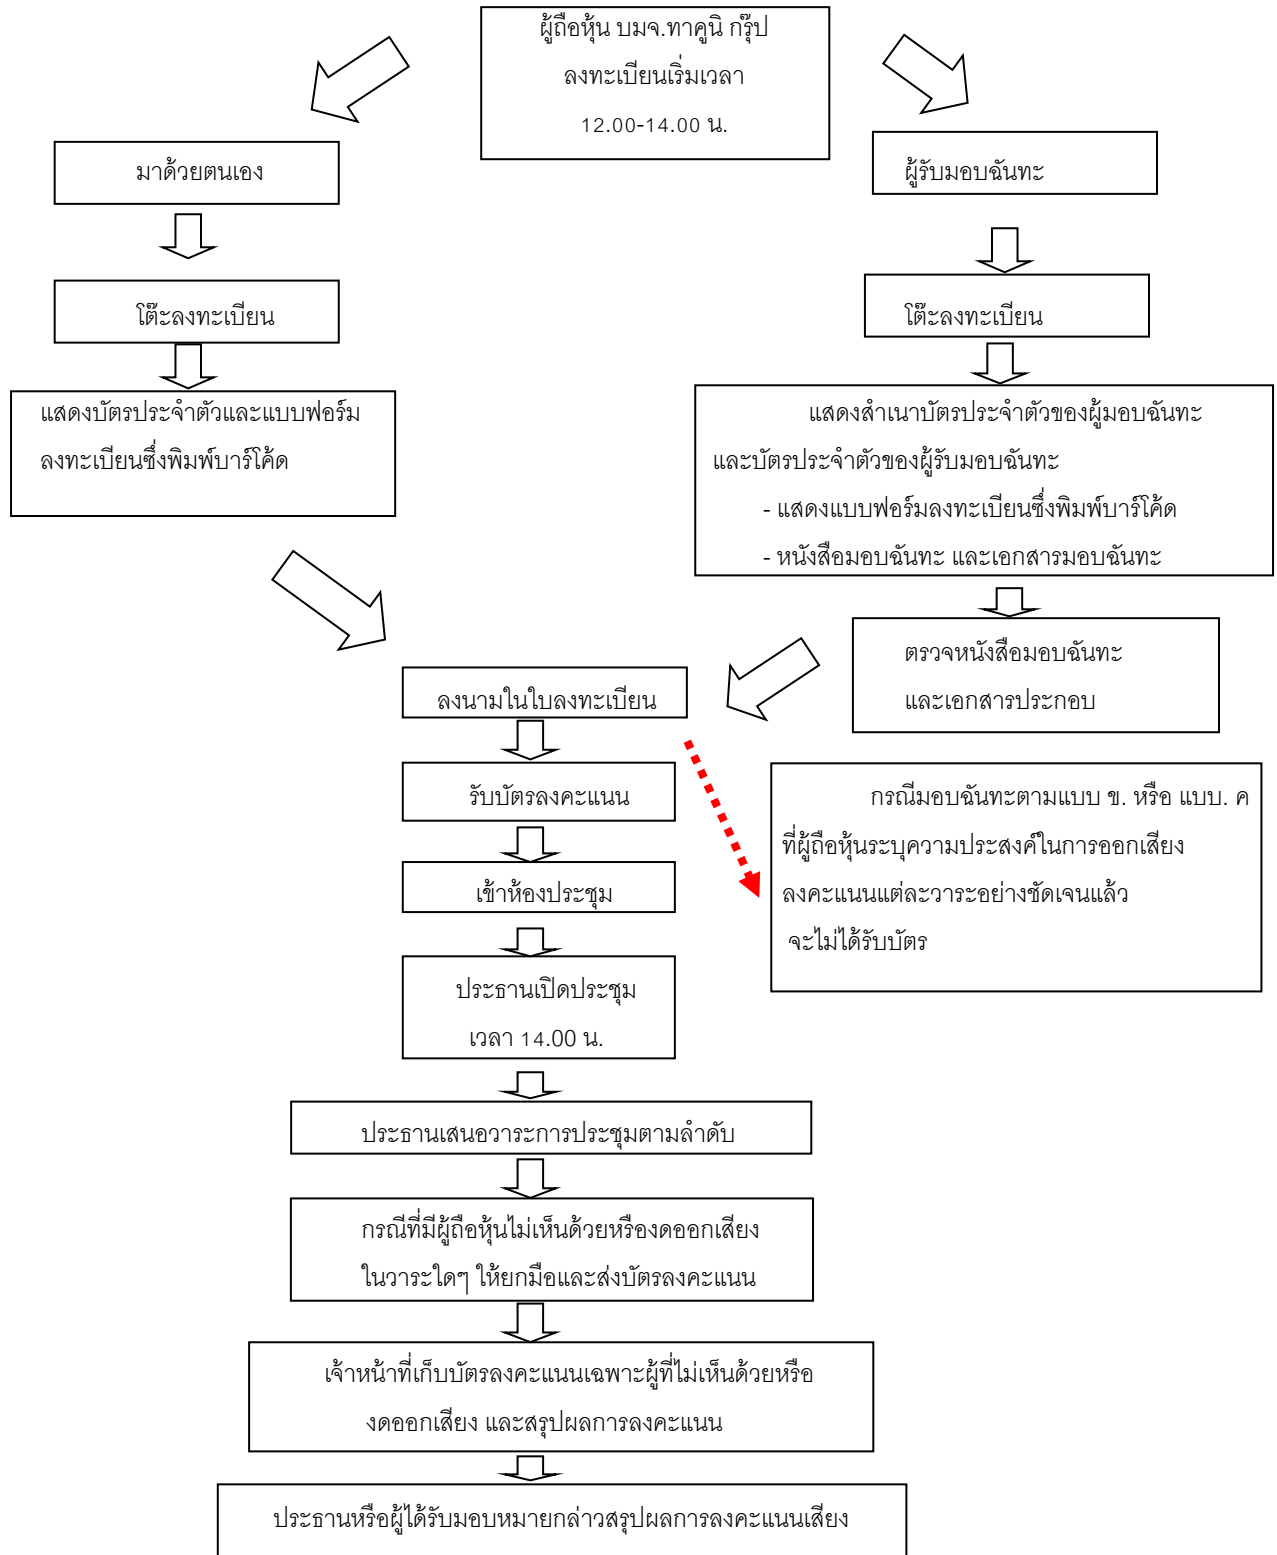 ผู้ถือหุ้น บมจ.ทาคูนิ กรุ๊ป
ลงทะเบียนเริ่มเวลา
12.00-14.00 น.
มาด้วยตนเอง
ผู้รับมอบฉันทะ
โต๊ะลงทะเบียน
โต๊ะลงทะเบียน
แสดงบัตรประจำตัวและแบบฟอร์ม
ลงทะเบียนซึ่งพิมพ์บาร์โค้ด
แสดงสำเนาบัตรประจำตัวของผู้มอบฉันทะ
และบัตรประจำตัวของผู้รับมอบฉันทะ
- แสดงแบบฟอร์มลงทะเบียนซึ่งพิมพ์บาร์โค้ด
- หนังสือมอบฉันทะ และเอกสารมอบฉันทะ
ตรวจหนังสือมอบฉันทะ
และเอกสารประกอบ
ลงนามในใบลงทะเบียน
รับบัตรลงคะแนน
กรณีมอบฉันทะตามแบบ ข. หรือ แบบ. ค
ที่ผู้ถือหุ้นระบุความประสงค์ในการออกเสียง
ลงคะแนนแต่ละวาระอย่างชัดเจนแล้ว
จะไม่ได้รับบัตร
เข้าห้องประชุม
ประธานเปิดประชุม
เวลา 14.00 น.
ประธานเสนอวาระการประชุมตามลำดับ
กรณีที่มีผู้ถือหุ้นไม่เห็นด้วยหรืองดออกเสียง
ในวาระใดๆ ให้ยกมือและส่งบัตรลงคะแนน
เจ้าหน้าที่เก็บบัตรลงคะแนนเฉพาะผู้ที่ไม่เห็นด้วยหรือ
งดออกเสียง และสรุปผลการลงคะแนน
ประธานหรือผู้ได้รับมอบหมายกล่าวสรุปผลการลงคะแนนเสียง